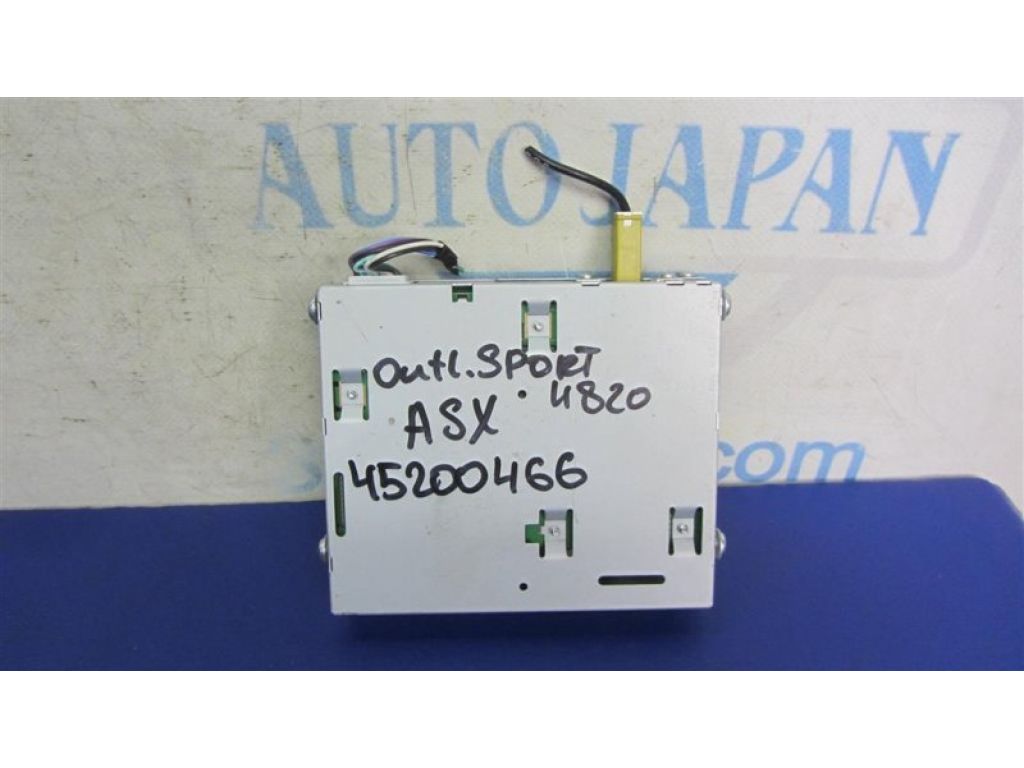 AUTO JAPAN
Outl. SPORT
4820
ASX
45200466
.com